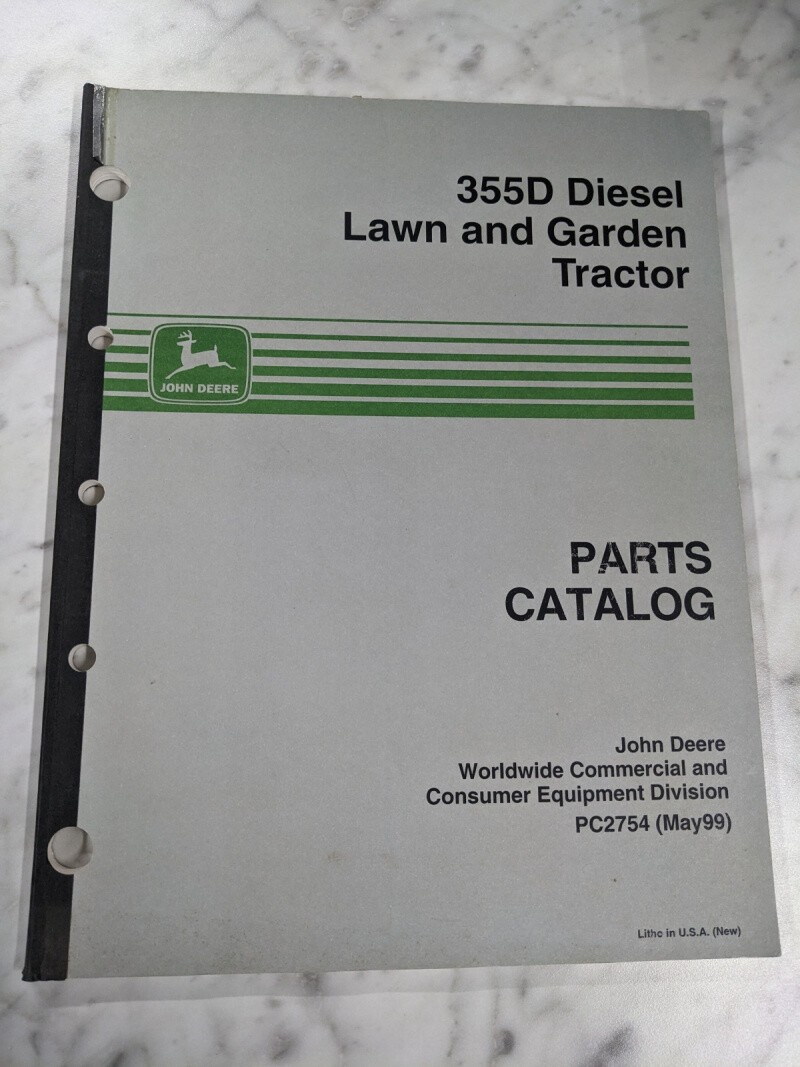 355D Diesel
Lawn and Garden
Tractor
JOHN DEERE
PARTS
CATALOG
John Deere
Worldwide Commercial and
Consumer Equipment Division
PC2754 (May99)
Litho in U.S.A. (New)